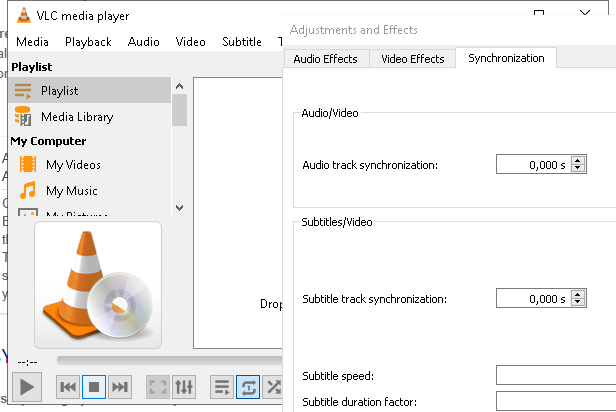 VLC media player
Adjustments and Effects
Media Playback Audio Video Subtitle
Audio Effects Video Effects Synchronization
Playlist
Playlist
Media Library
My Computer
My Videos
My Music
My Pictures
Audio/Video
Audio track synchronization: 0,000 s
Subtitles/Video
Subtitle track synchronization: 0,000 s
Drop
--:--
Subtitle speed:
Subtitle duration factor: